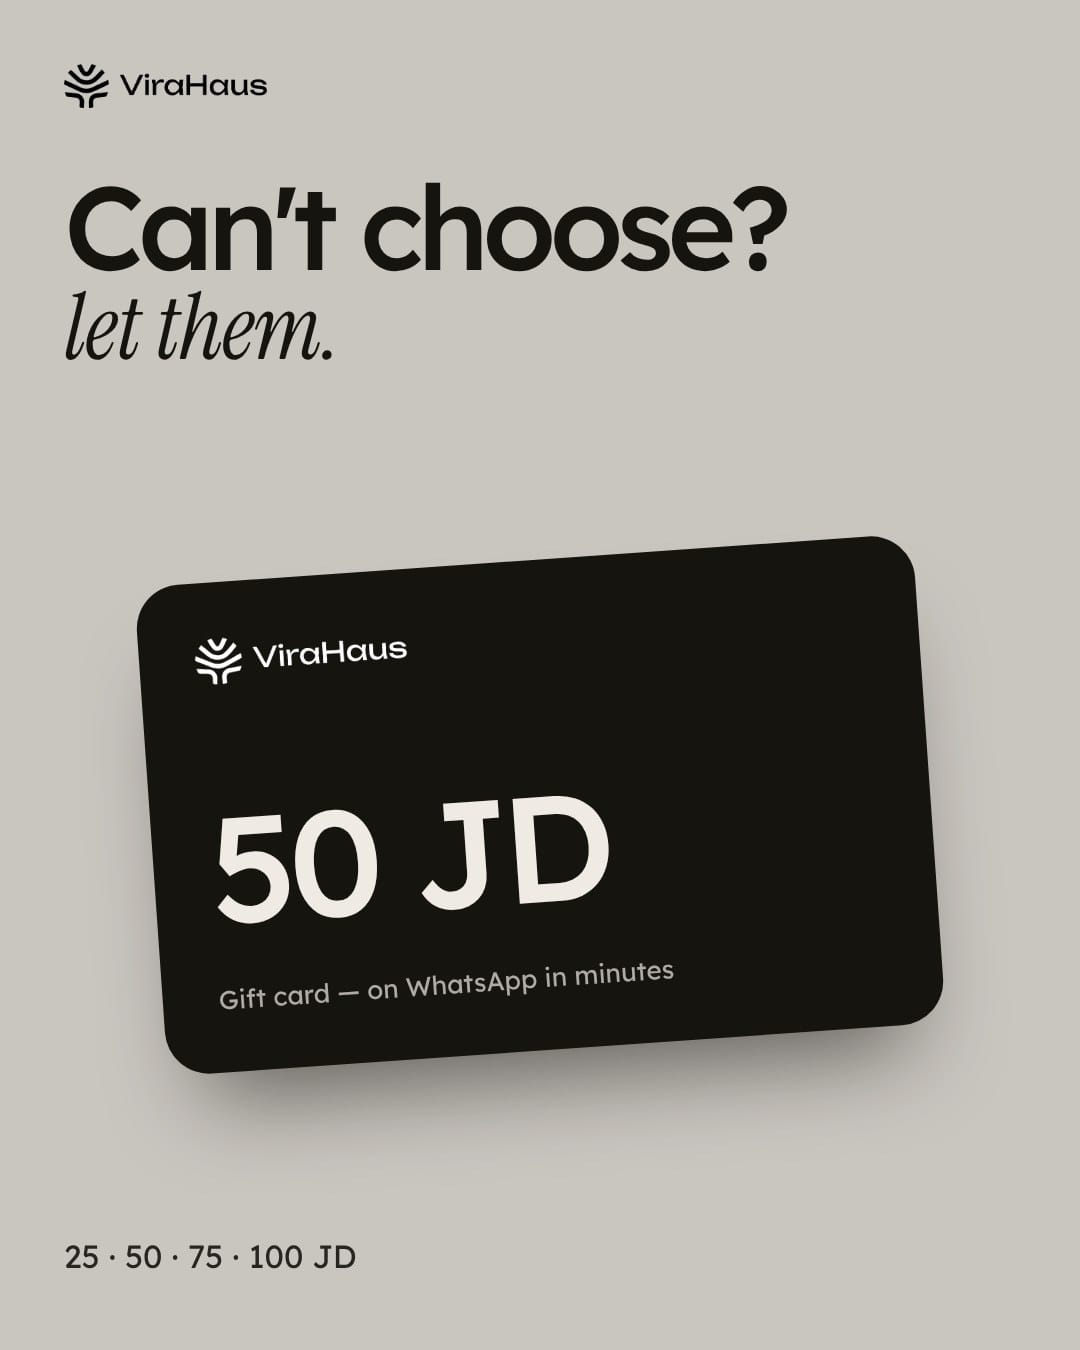 ViraHaus
Can't choose?
let them.
ViraHaus
50 JD
Gift card — on WhatsApp in minutes
25 · 50 · 75 · 100 JD